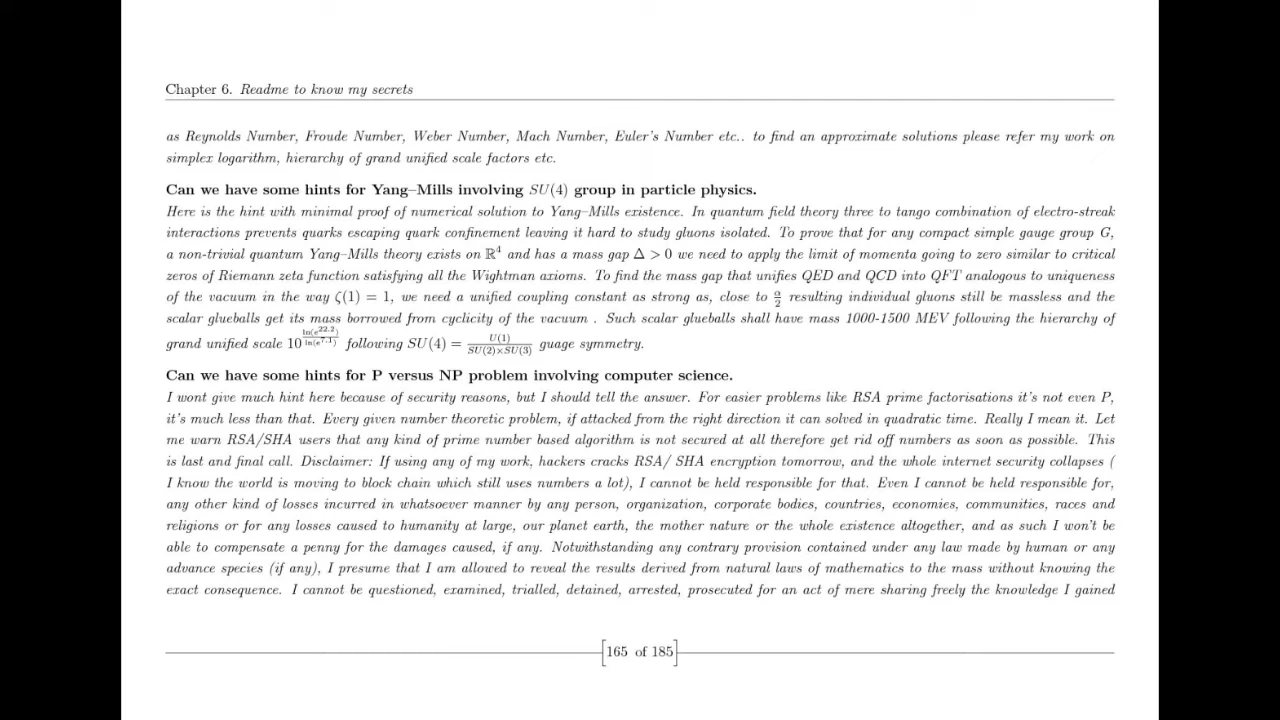 Chapter 6. Readme to know my secrets
as Reynolds Number, Froude Number, Weber Number, Mach Number, Euler's Number etc.. to find an approximate solutions please refer my work on
simplex logarithm, hierarchy of grand unified scale factors etc.
Can we have some hints for Yang–Mills involving SU(4) group in particle physics.
Here is the hint with minimal proof of numerical solution to Yang–Mills existence. In quantum field theory three to tango combination of electro-streak
interactions prevents quarks escaping quark confinement leaving it hard to study gluons isolated. To prove that for any compact simple gauge group G,
a non-trivial quantum Yang–Mills theory exists on ℝ⁴ and has a mass gap Δ > 0 we need to apply the limit of momenta going to zero similar to critical
zeros of Riemann zeta function satisfying all the Wightman axioms. To find the mass gap that unifies QED and QCD into QFT analogous to uniqueness
of the vacuum in the way ζ(1) = 1, we need a unified coupling constant as strong as, close to α/2 resulting individual gluons still be massless and the
scalar glueballs get its mass borrowed from cyclicity of the vacuum . Such scalar glueballs shall have mass 1000-1500 MEV following the hierarchy of
grand unified scale 10^(ln(e^22.2)/ln(e^7.1)) following SU(4) = U(1)/(SU(2)×SU(3)) guage symmetry.
Can we have some hints for P versus NP problem involving computer science.
I wont give much hint here because of security reasons, but I should tell the answer. For easier problems like RSA prime factorisations it's not even P,
it's much less than that. Every given number theoretic problem, if attacked from the right direction it can solved in quadratic time. Really I mean it. Let
me warn RSA/SHA users that any kind of prime number based algorithm is not secured at all therefore get rid off numbers as soon as possible. This
is last and final call. Disclaimer: If using any of my work, hackers cracks RSA/ SHA encryption tomorrow, and the whole internet security collapses (
I know the world is moving to block chain which still uses numbers a lot), I cannot be held responsible for that. Even I cannot be held responsible for,
any other kind of losses incurred in whatsoever manner by any person, organization, corporate bodies, countries, economies, communities, races and
religions or for any losses caused to humanity at large, our planet earth, the mother nature or the whole existence altogether, and as such I won't be
able to compensate a penny for the damages caused, if any. Notwithstanding any contrary provision contained under any law made by human or any
advance species (if any), I presume that I am allowed to reveal the results derived from natural laws of mathematics to the mass without knowing the
exact consequence. I cannot be questioned, examined, trialled, detained, arrested, prosecuted for an act of mere sharing freely the knowledge I gained
165 of 185